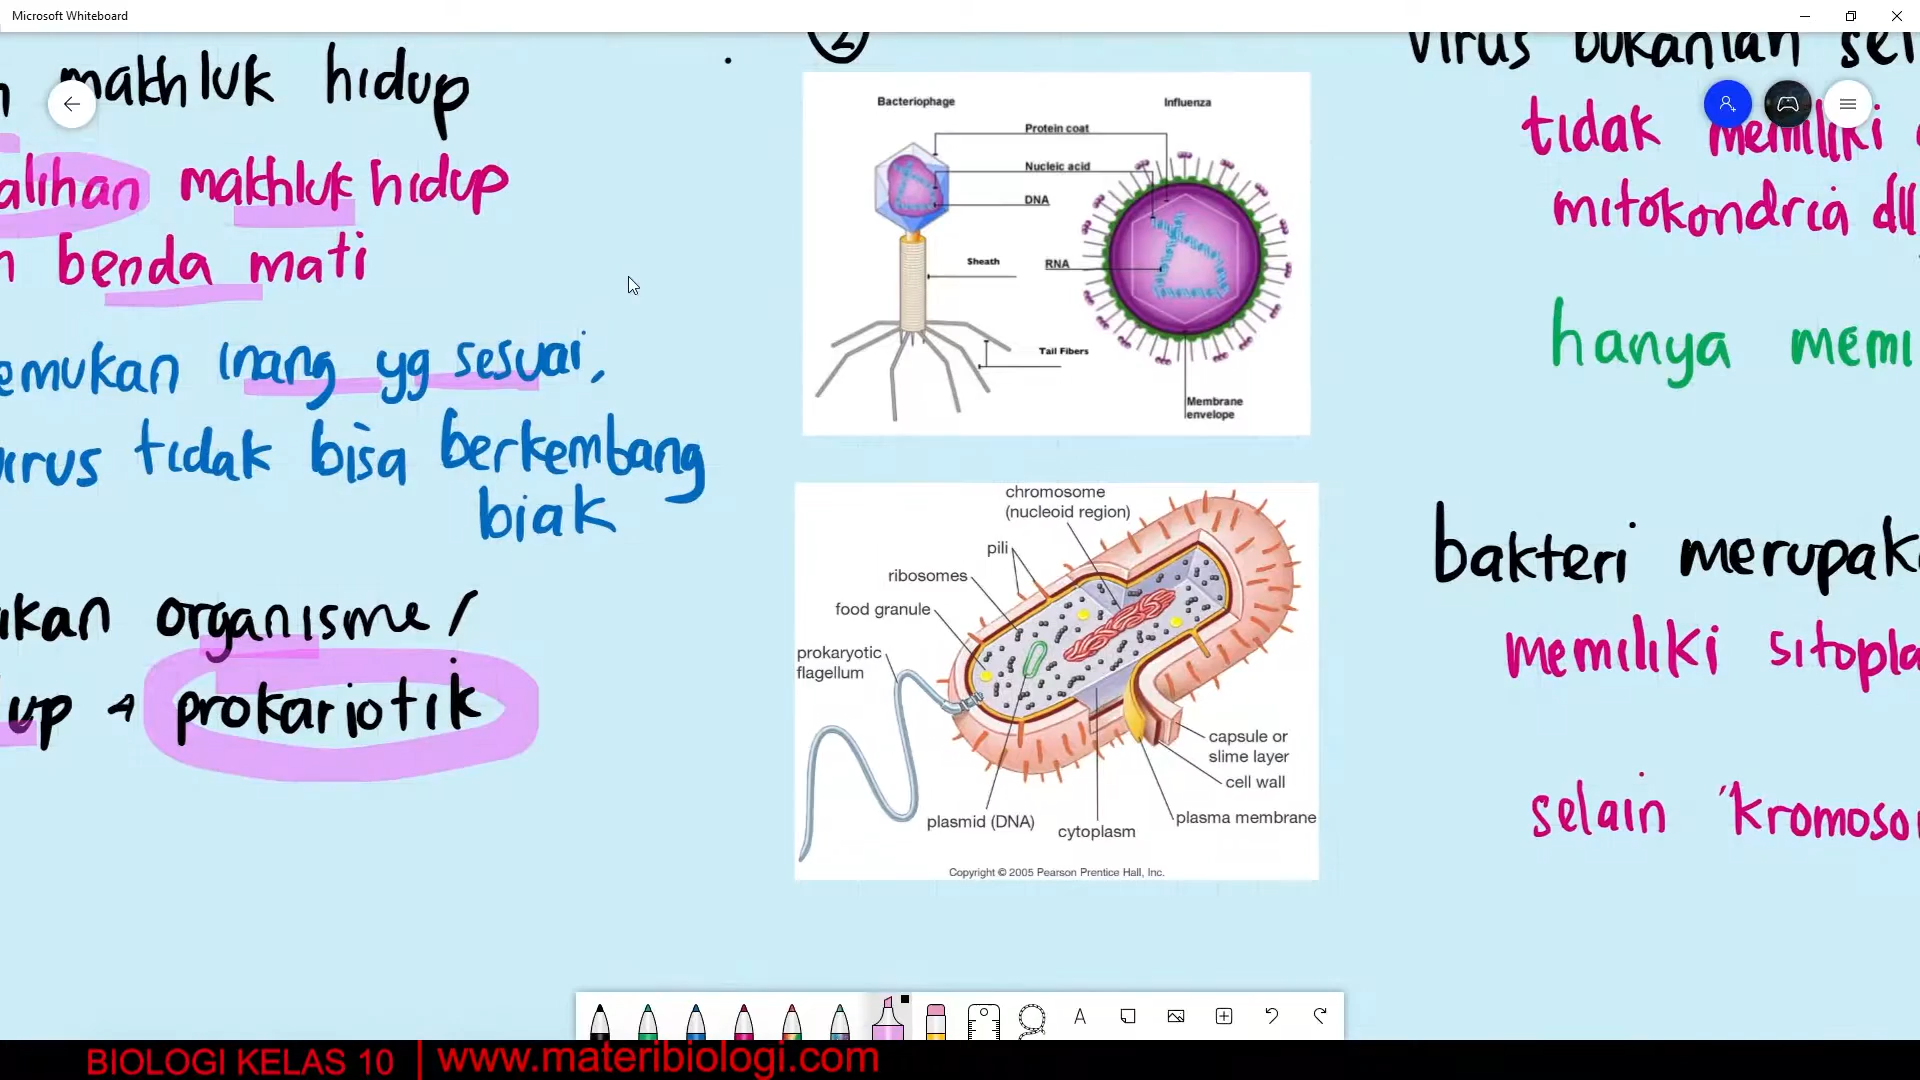 Microsoft Whiteboard
makhluk hidup
alihan makhluk hidup
benda mati
emukan inang yg sesuai,
virus tidak bisa berkembang
biak
ukan organisme /
up & prokariotik
2
Bacteriophage
Influenza
Protein coat
Nucleic acid
DNA
Sheath
RNA
Tail Fibers
Membrane
envelope
chromosome
(nucleoid region)
pili
ribosomes
food granule
prokaryotic
flagellum
capsule or
slime layer
cell wall
plasma membrane
plasmid (DNA)
cytoplasm
Copyright © 2005 Pearson Prentice Hall, Inc.
virus bukanlah sel
tidak memiliki
mitokondria dll
hanya memi
bakteri merupak
memiliki sitopla
selain kromoso
BIOLOGI KELAS 10 | www.materibiologi.com